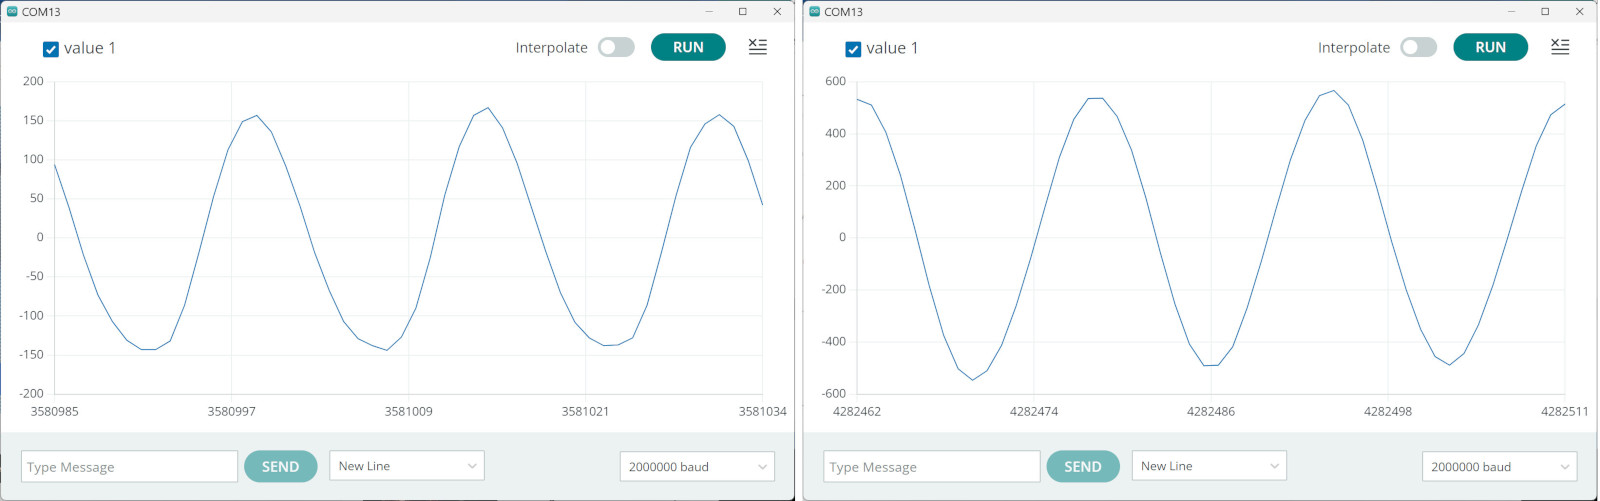 COM13
value 1
Interpolate
RUN
200
150
100
50
0
-50
-100
-150
-200
3580985 3580997 3581009 3581021 3581034
Type Message
SEND
New Line
2000000 baud
COM13
value 1
Interpolate
RUN
600
400
200
0
-200
-400
-600
4282462 4282474 4282486 4282498 4282511
Type Message
SEND
New Line
2000000 baud